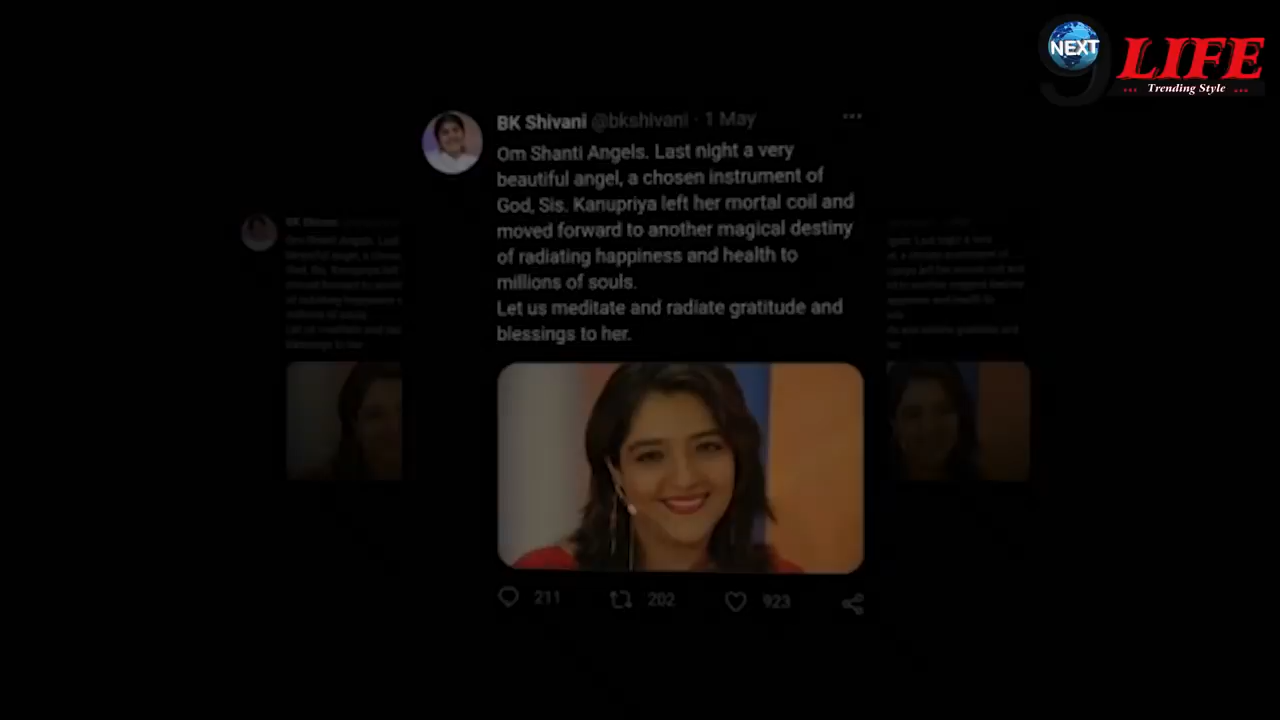 NEXT
9 LIFE
... Trending Style ...
BK Shivani @bkshivani · 1 May
Om Shanti Angels. Last night a very
beautiful angel, a chosen instrument of
God, Sis. Kanupriya left her mortal coil and
moved forward to another magical destiny
of radiating happiness and health to
millions of souls.
Let us meditate and radiate gratitude and
blessings to her.
211 202 923